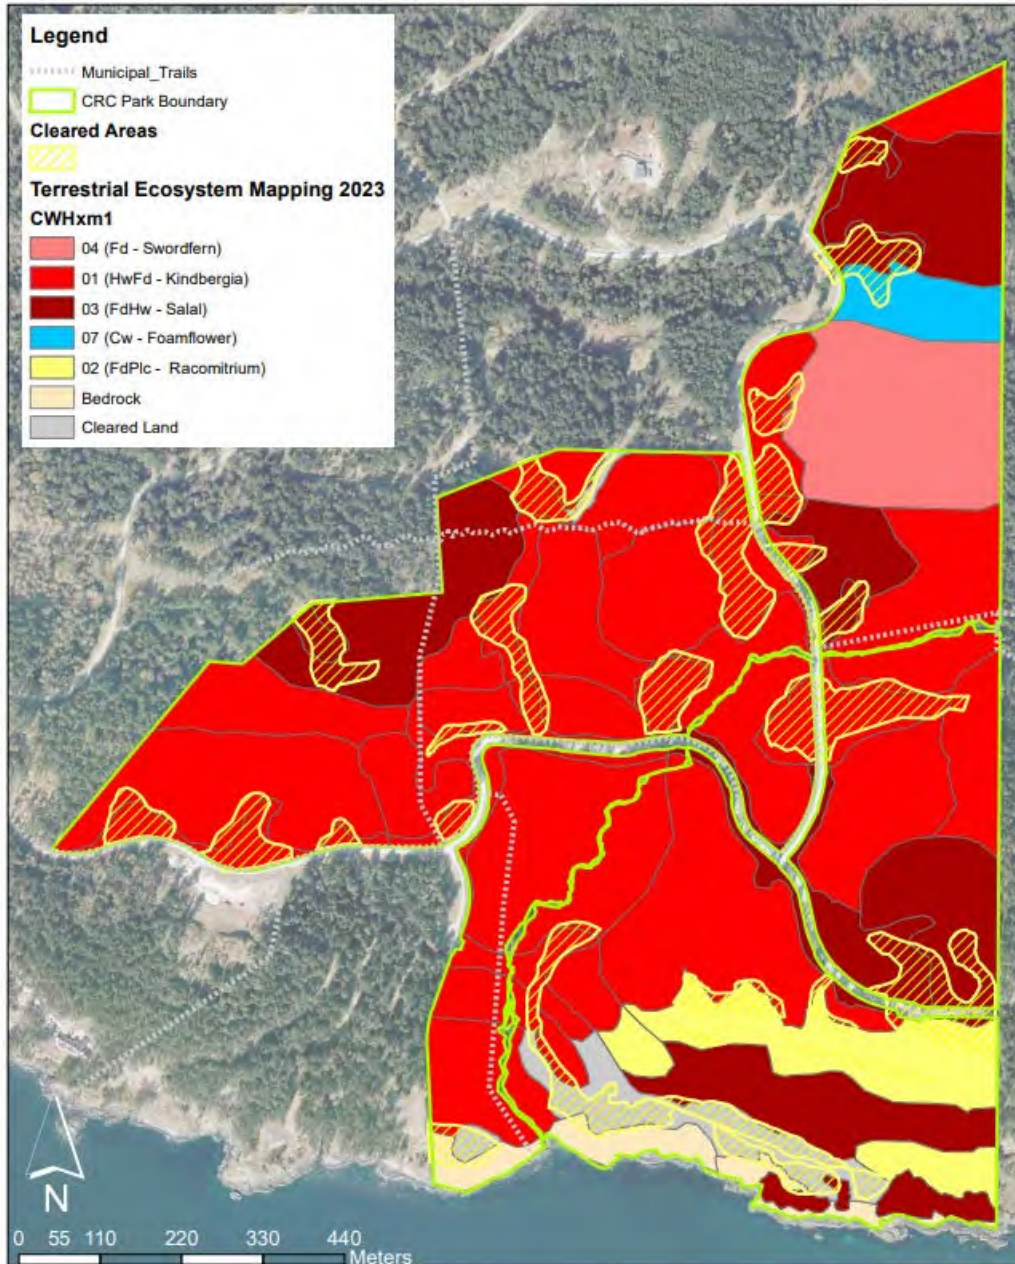 Legend
Municipal_Trails
CRC Park Boundary
Cleared Areas
Terrestrial Ecosystem Mapping 2023
CWHxm1
04 (Fd - Swordfern)
01 (HwFd - Kindbergia)
03 (FdHw - Salal)
07 (Cw - Foamflower)
02 (FdPlc - Racomitrium)
Bedrock
Cleared Land
N
0 55 110 220 330 440
Meters